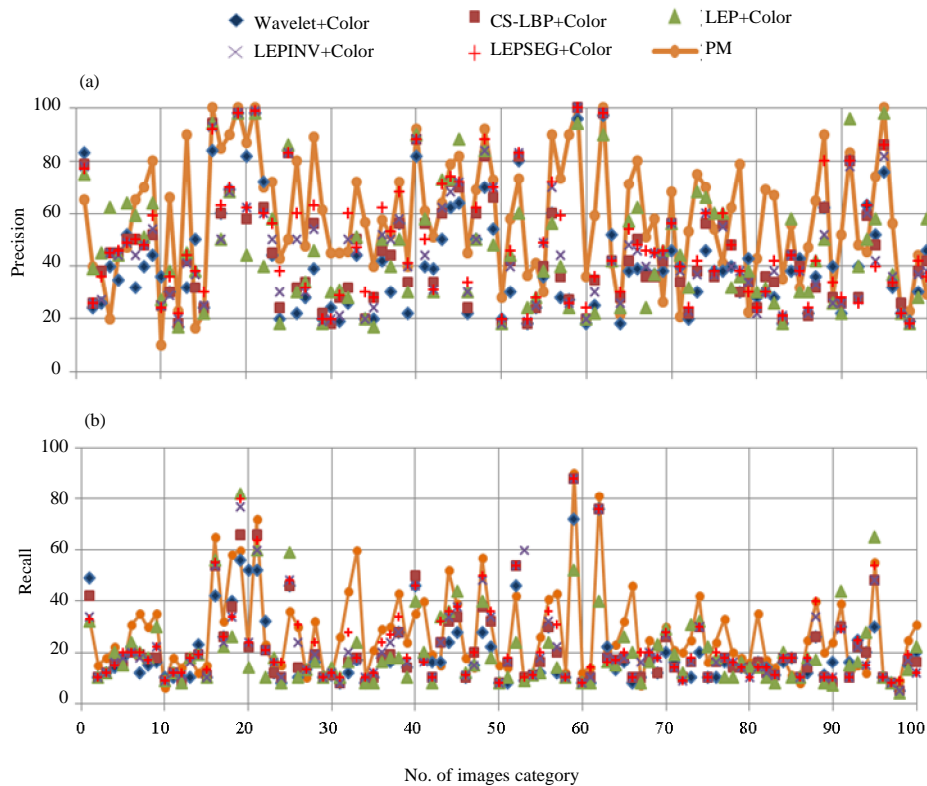 Wavelet+Color CS-LBP+Color LEP+Color
LEPINV+Color LEPSEG+Color PM
(a)
100
80
60
40
20
0
Precision
(b)
100
80
60
40
20
0
Recall
0 10 20 30 40 50 60 70 80 90 100
No. of images category